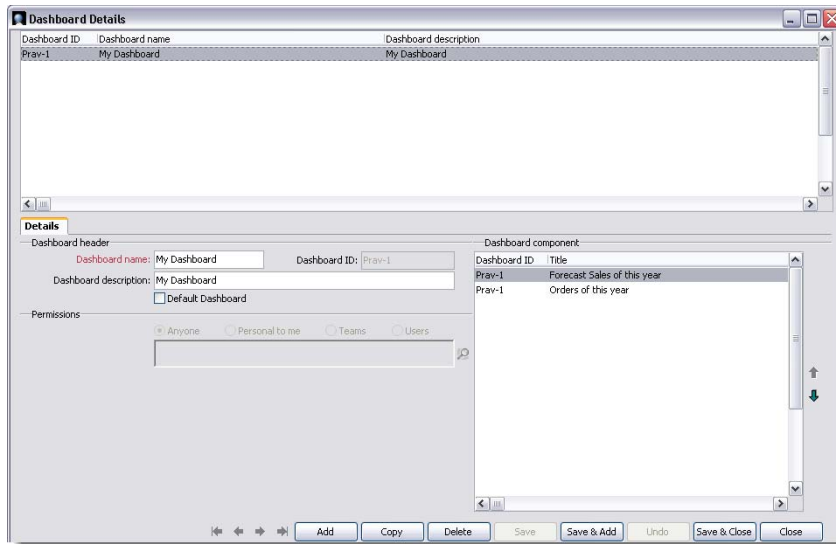 Dashboard Details
Dashboard ID Dashboard name Dashboard description
Prav-1 My Dashboard My Dashboard
Details
Dashboard header
Dashboard name: My Dashboard Dashboard ID: Prav-1
Dashboard description: My Dashboard
Default Dashboard
Permissions
Anyone Personal to me Teams Users
Dashboard component
Dashboard ID Title
Prav-1 Forecast Sales of this year
Prav-1 Orders of this year
Add Copy Delete Save Save & Add Undo Save & Close Close